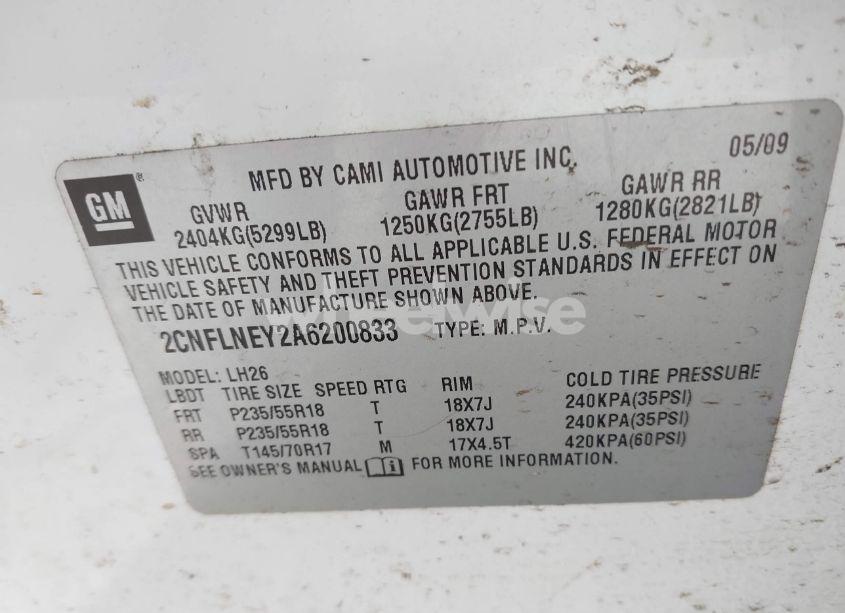 05/09
MFD BY CAMI AUTOMOTIVE INC.
GM
GVWR GAWR FRT GAWR RR
2404KG(5299LB) 1250KG(2755LB) 1280KG(2821LB)
THIS VEHICLE CONFORMS TO ALL APPLICABLE U.S. FEDERAL MOTOR
VEHICLE SAFETY AND THEFT PREVENTION STANDARDS IN EFFECT ON
THE DATE OF MANUFACTURE SHOWN ABOVE.
wheelwise
2CNFLNEY2A6200833 TYPE: M.P.V.
MODEL: LH26
LBDT TIRE SIZE SPEED RTG RIM COLD TIRE PRESSURE
FRT P235/55R18 T 18X7J 240KPA(35PSI)
RR P235/55R18 T 18X7J 240KPA(35PSI)
SPA T145/70R17 M 17X4.5T 420KPA(60PSI)
SEE OWNER'S MANUAL FOR MORE INFORMATION.